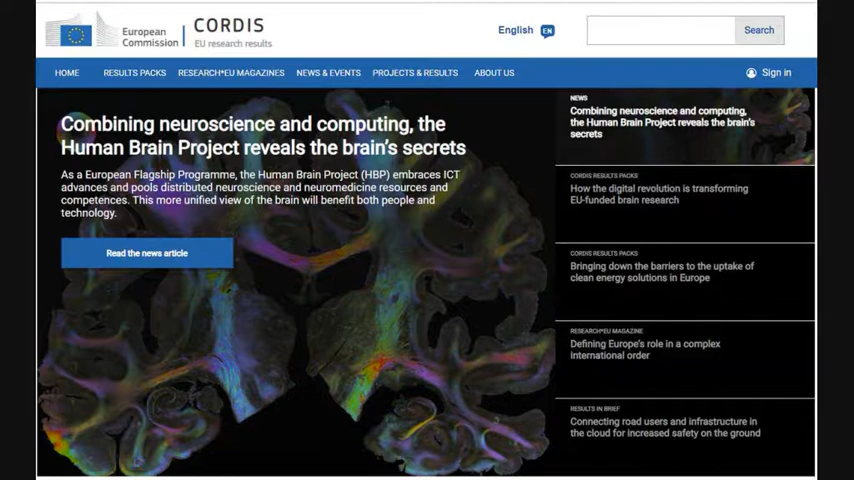 European
Commission
CORDIS
EU research results
English EN
Search
HOME RESULTS PACKS RESEARCH*EU MAGAZINES NEWS & EVENTS PROJECTS & RESULTS ABOUT US Sign in
Combining neuroscience and computing, the
Human Brain Project reveals the brain's secrets
As a European Flagship Programme, the Human Brain Project (HBP) embraces ICT
advances and pools distributed neuroscience and neuromedicine resources and
competences. This more unified view of the brain will benefit both people and
technology.
Read the news article
NEWS
Combining neuroscience and computing,
the Human Brain Project reveals the brain's
secrets
CORDIS RESULTS PACKS
How the digital revolution is transforming
EU-funded brain research
CORDIS RESULTS PACKS
Bringing down the barriers to the uptake of
clean energy solutions in Europe
RESEARCH*EU MAGAZINE
Defining Europe's role in a complex
international order
RESULTS IN BRIEF
Connecting road users and infrastructure in
the cloud for increased safety on the ground